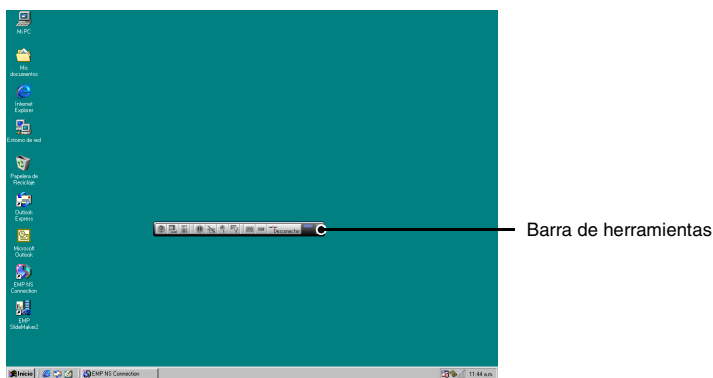 Mi PC
Mis
documentos
Internet
Explorer
Entorno de red
Papelera de
Reciclaje
Outlook
Express
Microsoft
Outlook
EMP NS
Connection
EMP
SlideMaker2
Desconectar
Barra de herramientas
Inicio
EMP NS Connection
11:44 a.m.